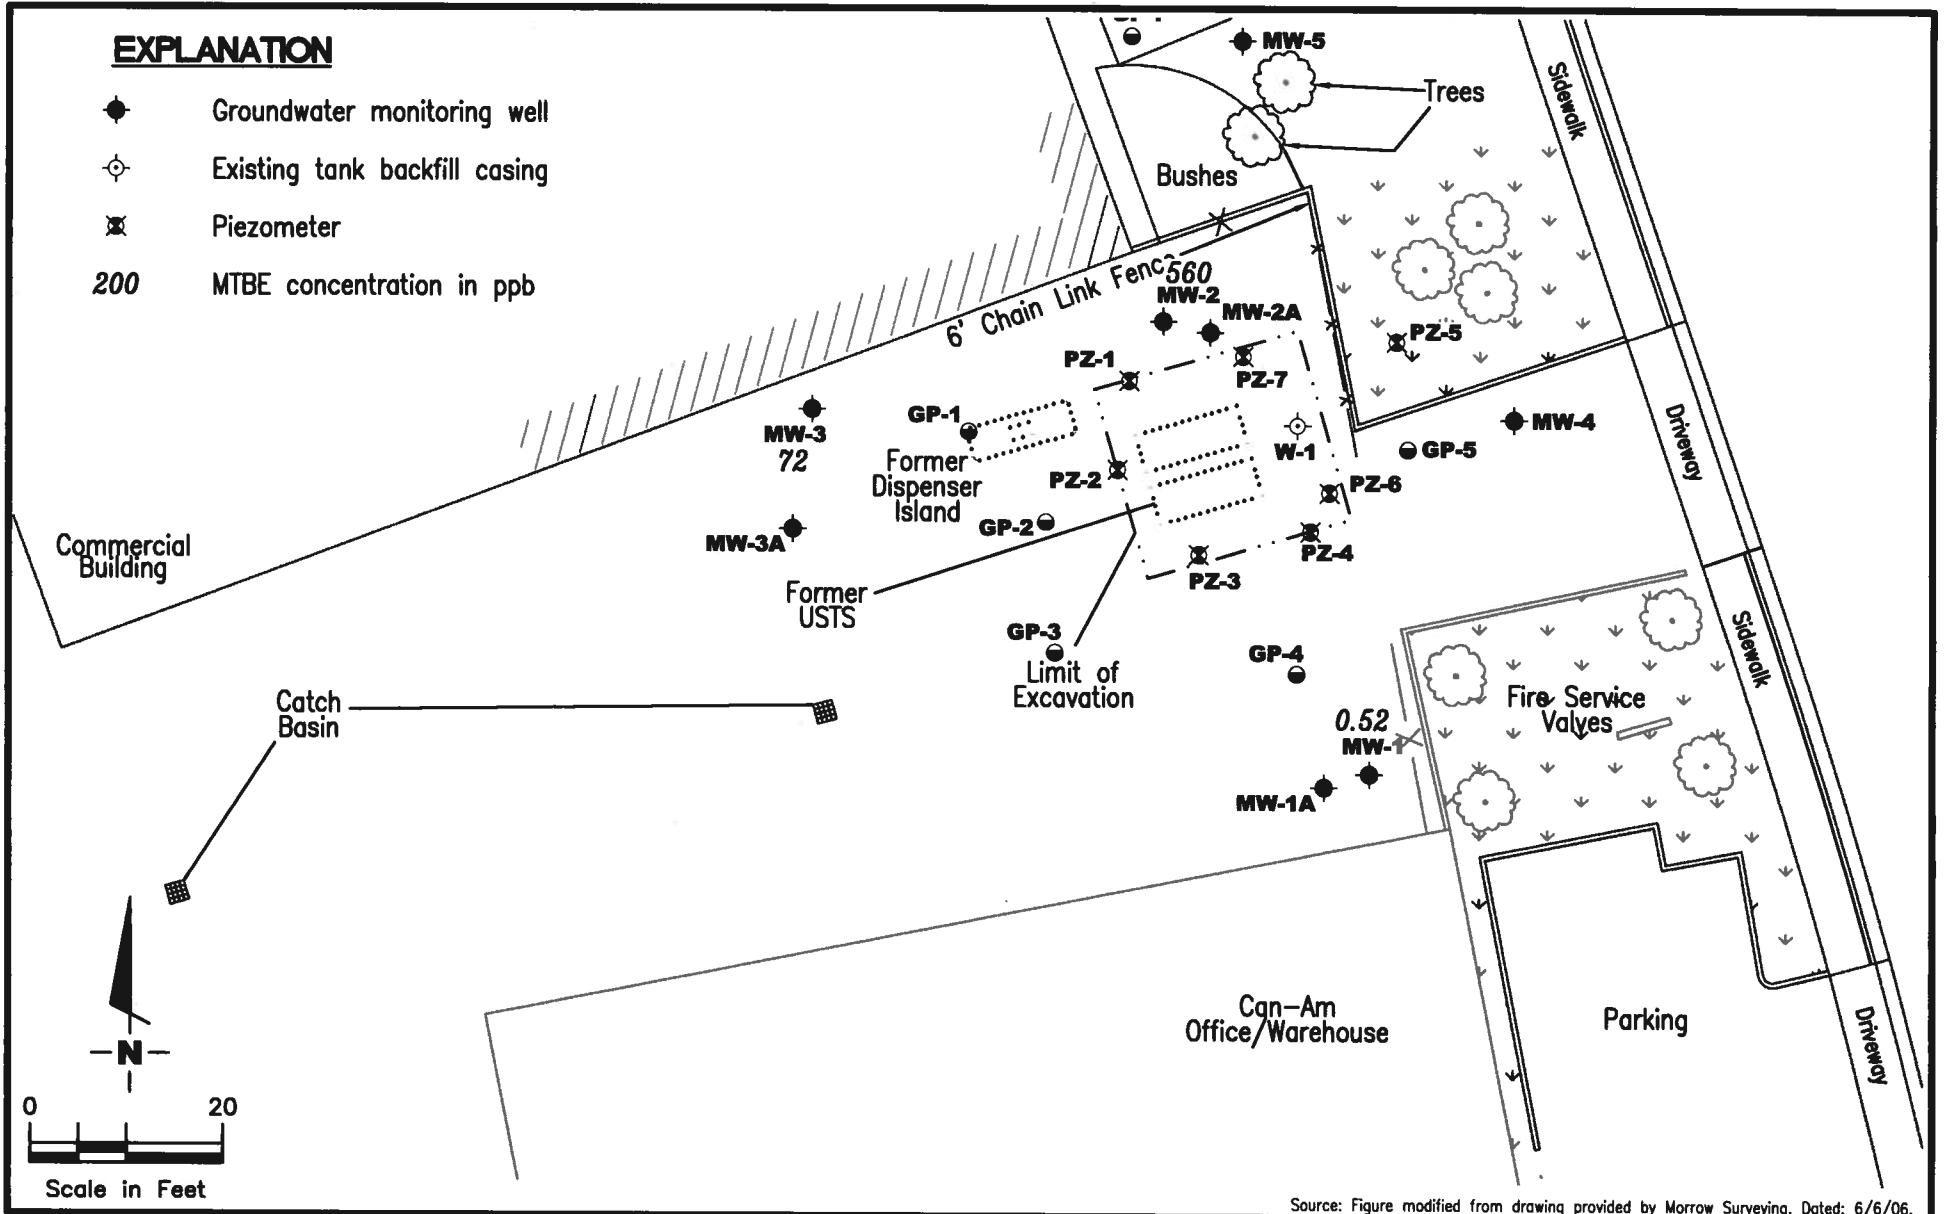 EXPLANATION
Groundwater monitoring well
Existing tank backfill casing
Piezometer
200 MTBE concentration in ppb
MW-5
Trees
Sidewalk
Bushes
6' Chain Link Fence
560
MW-2
MW-2A
PZ-5
PZ-1
PZ-7
GP-1
MW-3
72
MW-4
Driveway
W-1
GP-5
Former
Dispenser
Island
PZ-2
PZ-6
GP-2
MW-3A
PZ-4
PZ-3
Commercial
Building
Former
USTS
GP-3
Limit of
Excavation
GP-4
Sidewalk
Fire Service
Valves
Catch
Basin
0.52
MW-1
MW-1A
Can-Am
Office/Warehouse
Parking
Driveway
N
0 20
Scale in Feet
Source: Figure modified from drawing provided by Morrow Surveying. Dated: 6/6/06.